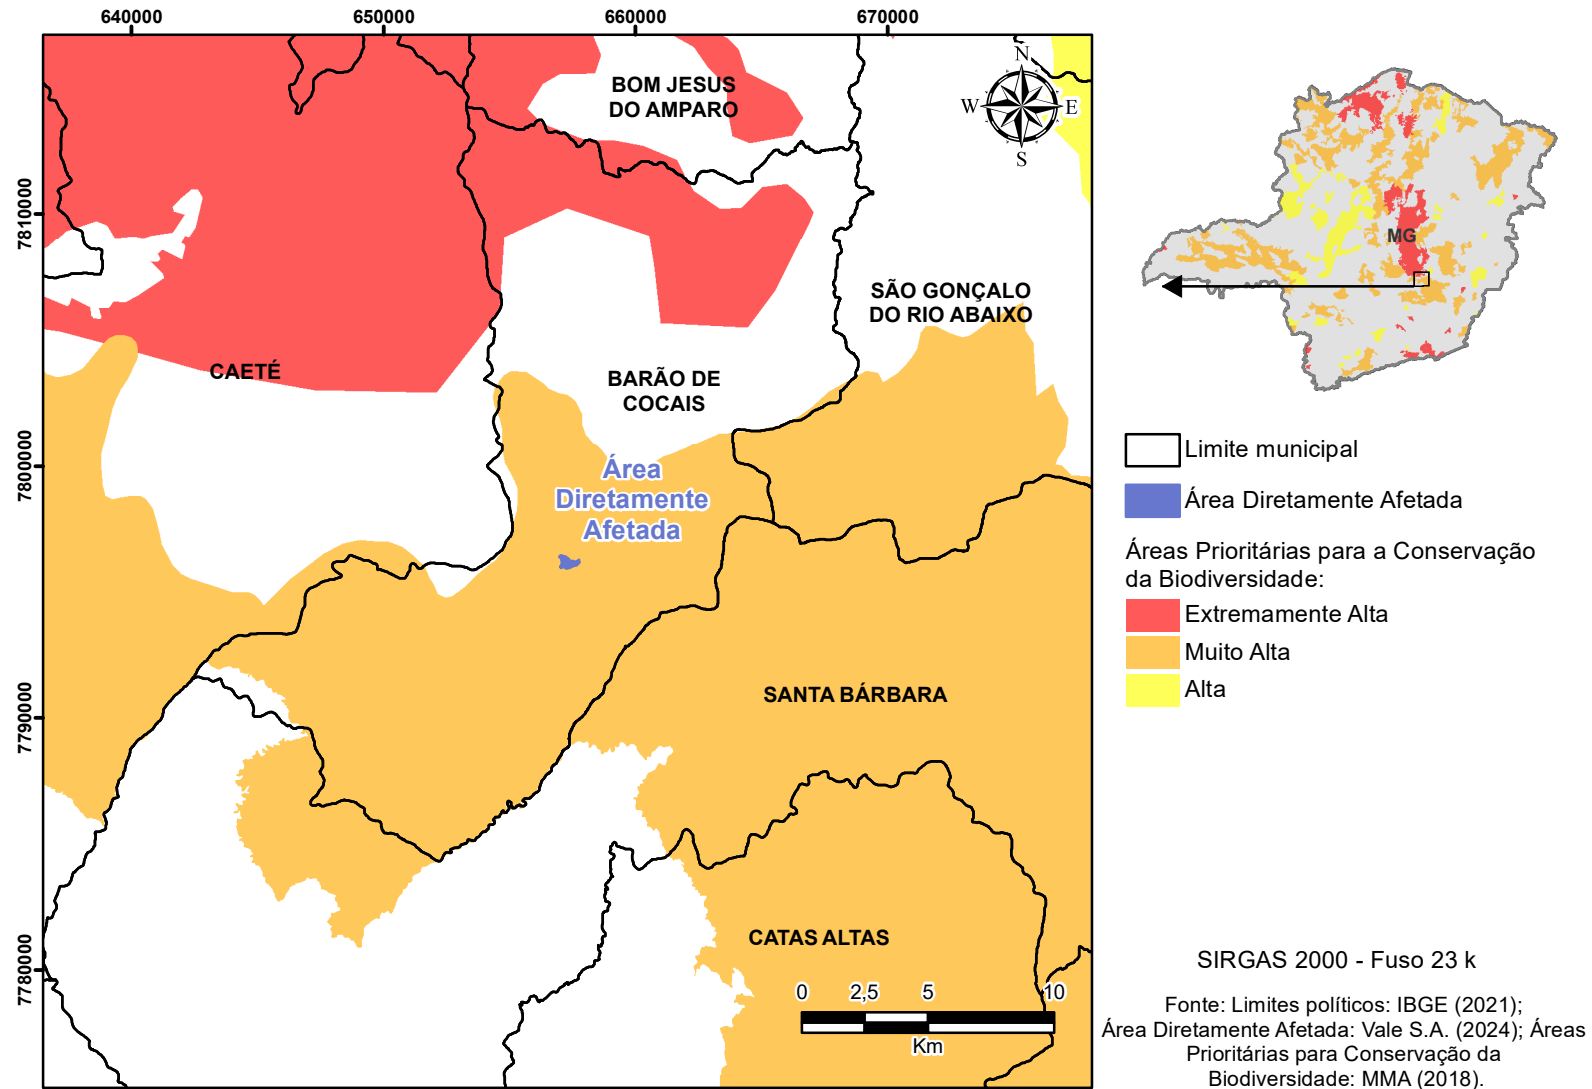 640000
650000
660000
670000
7810000
7800000
7790000
7780000
BOM JESUS
DO AMPARO
N
W
E
S
SÃO GONÇALO
DO RIO ABAIXO
CAETÉ
BARÃO DE
COCAIS
Área
Diretamente
Afetada
SANTA BÁRBARA
CATAS ALTAS
0
2,5
5
10
Km
MG
Limite municipal
Área Diretamente Afetada
Áreas Prioritárias para a Conservação
da Biodiversidade:
Extremamente Alta
Muito Alta
Alta
SIRGAS 2000 - Fuso 23 k
Fonte: Limites políticos: IBGE (2021);
Área Diretamente Afetada: Vale S.A. (2024); Áreas
Prioritárias para Conservação da
Biodiversidade: MMA (2018).